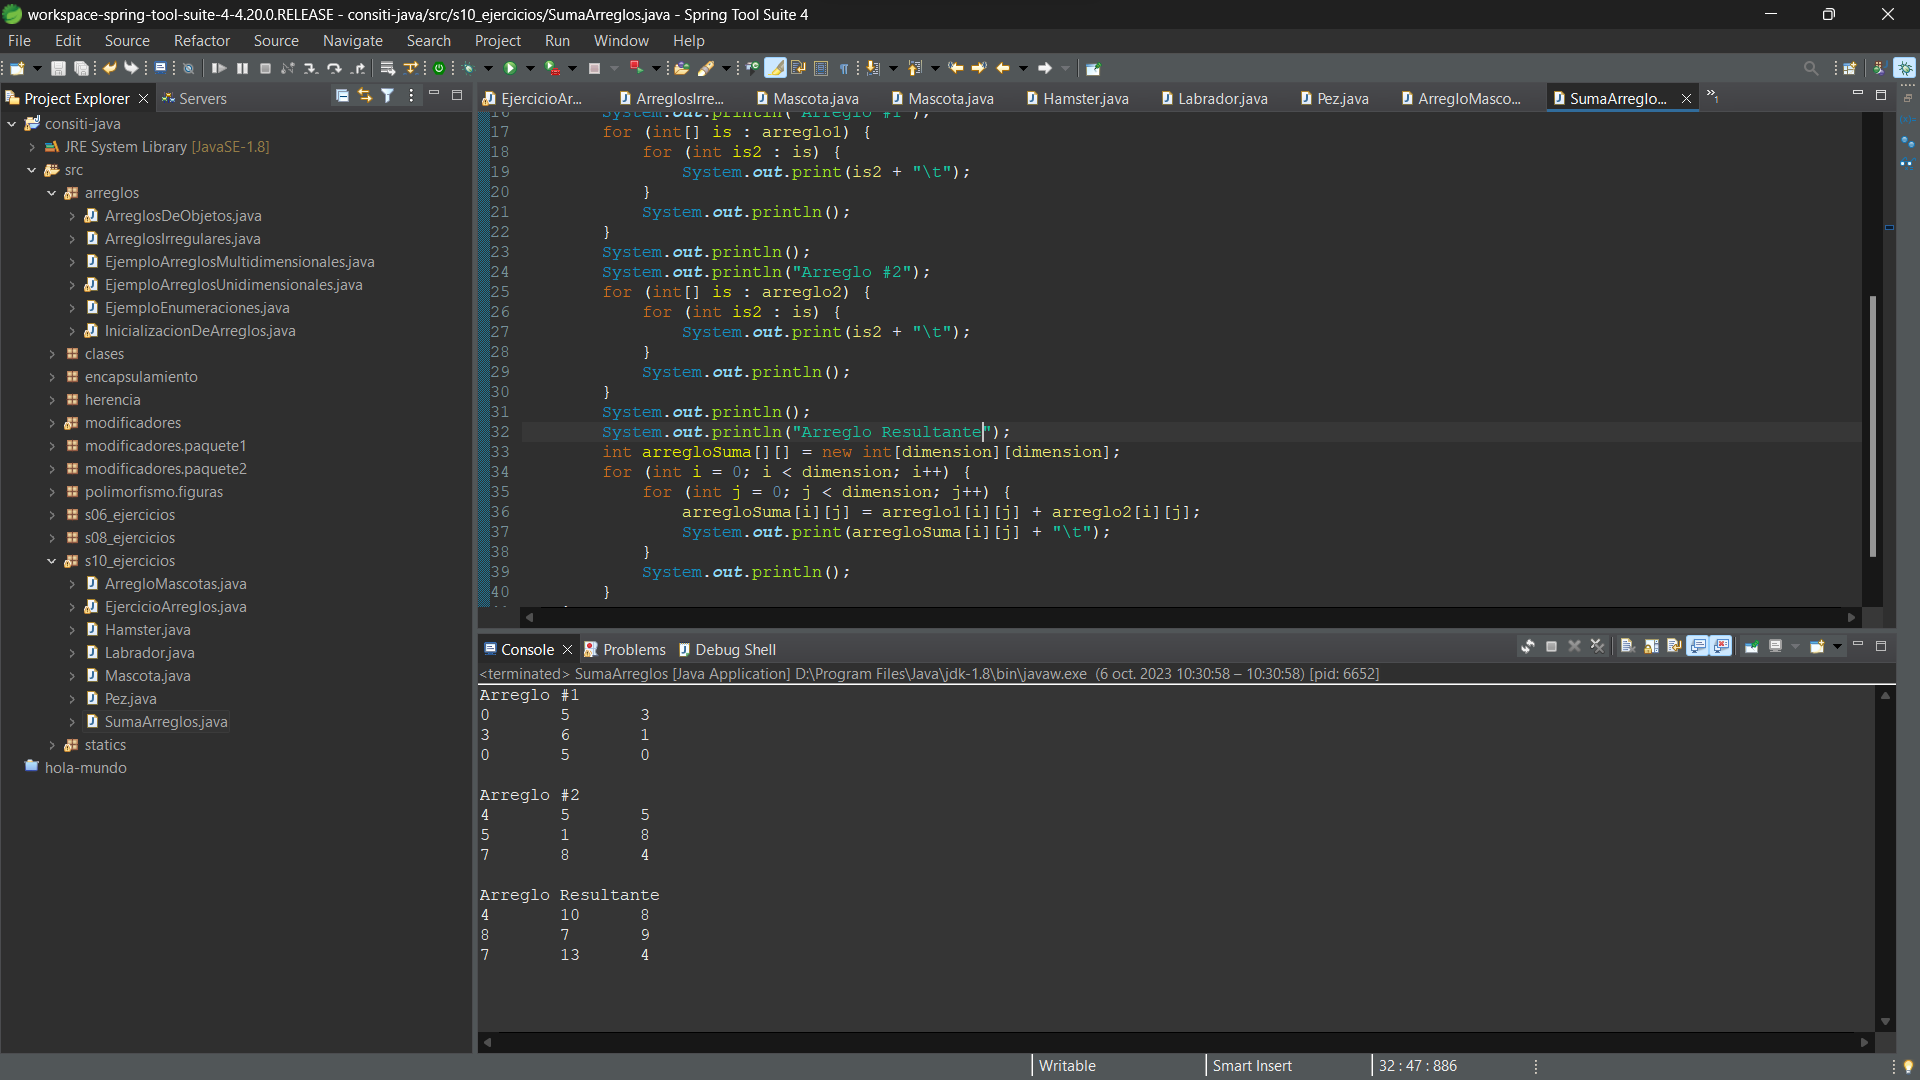 workspace-spring-tool-suite-4-4.20.0.RELEASE - consiti-java/src/s10_ejercicios/SumaArreglos.java - Spring Tool Suite 4
File Edit Source Refactor Source Navigate Search Project Run Window Help
Project Explorer
Servers
consiti-java
JRE System Library [JavaSE-1.8]
src
arreglos
ArreglosDeObjetos.java
ArreglosIrregulares.java
EjemploArreglosMultidimensionales.java
EjemploArreglosUnidimensionales.java
EjemploEnumeraciones.java
InicializacionDeArreglos.java
clases
encapsulamiento
herencia
modificadores
modificadores.paquete1
modificadores.paquete2
polimorfismo.figuras
s06_ejercicios
s08_ejercicios
s10_ejercicios
ArregloMascotas.java
EjercicioArreglos.java
Hamster.java
Labrador.java
Mascota.java
Pez.java
SumaArreglos.java
statics
hola-mundo
EjercicioAr... ArreglosIrre... Mascota.java Mascota.java Hamster.java Labrador.java Pez.java ArregloMasco... SumaArreglo... »1
16 System.out.println("Arreglo #1");
17 for (int[] is : arreglo1) {
18 for (int is2 : is) {
19 System.out.print(is2 + "\t");
20 }
21 System.out.println();
22 }
23 System.out.println();
24 System.out.println("Arreglo #2");
25 for (int[] is : arreglo2) {
26 for (int is2 : is) {
27 System.out.print(is2 + "\t");
28 }
29 System.out.println();
30 }
31 System.out.println();
32 System.out.println("Arreglo Resultante");
33 int arregloSuma[][] = new int[dimension][dimension];
34 for (int i = 0; i < dimension; i++) {
35 for (int j = 0; j < dimension; j++) {
36 arregloSuma[i][j] = arreglo1[i][j] + arreglo2[i][j];
37 System.out.print(arregloSuma[i][j] + "\t");
38 }
39 System.out.println();
40 }
Console Problems Debug Shell
<terminated> SumaArreglos [Java Application] D:\Program Files\Java\jdk-1.8\bin\javaw.exe (6 oct. 2023 10:30:58 – 10:30:58) [pid: 6652]
Arreglo #1
0 5 3
3 6 1
0 5 0
Arreglo #2
4 5 5
5 1 8
7 8 4
Arreglo Resultante
4 10 8
8 7 9
7 13 4
Writable Smart Insert 32 : 47 : 886